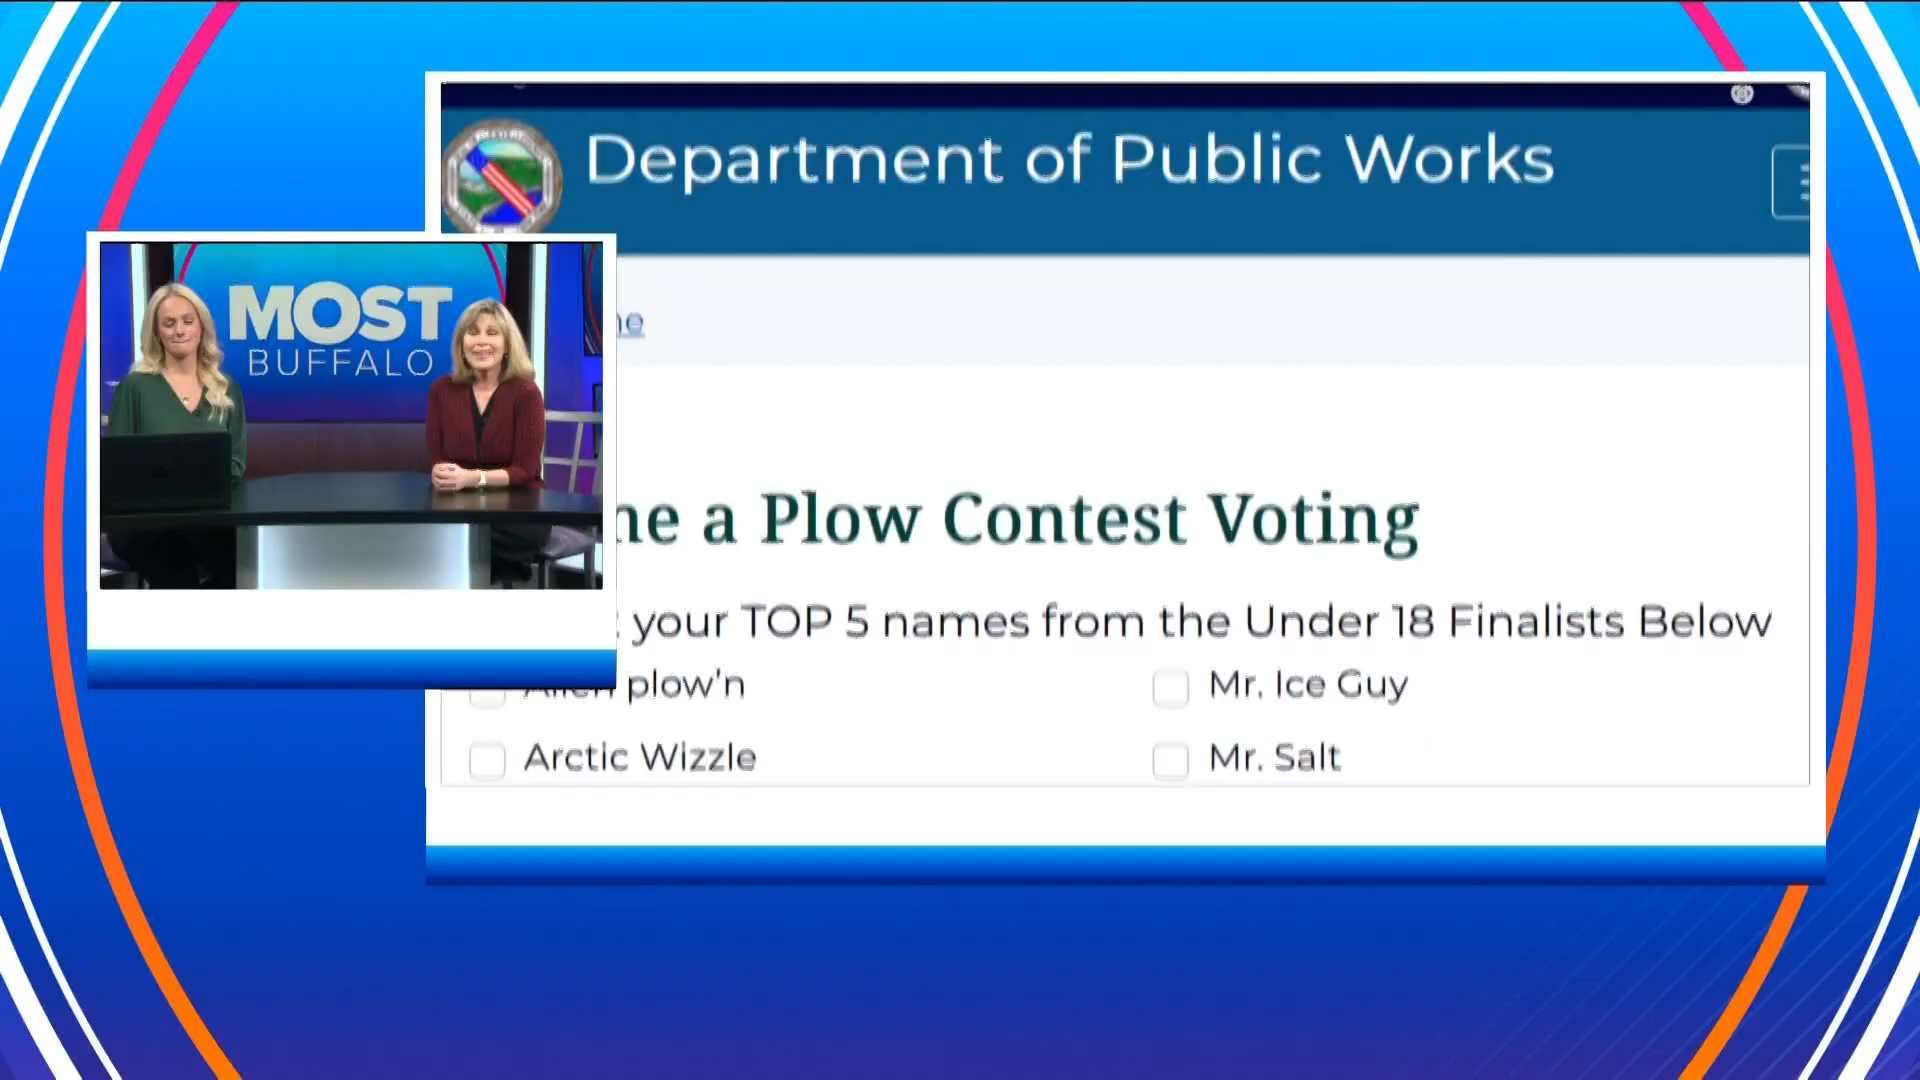 Department of Public Works
MOST
BUFFALO
ne
ne a Plow Contest Voting
your TOP 5 names from the Under 18 Finalists Below
plow'n
Mr. Ice Guy
Arctic Wizzle
Mr. Salt